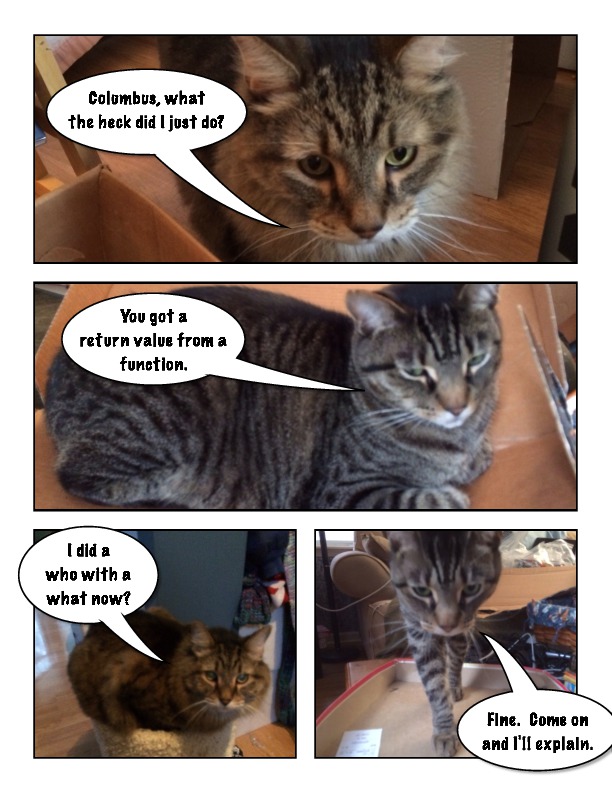 Columbus, what
the heck did I just do?
You got a
return value from a
function.
I did a
who with a
what now?
Fine. Come on
and I'll explain.